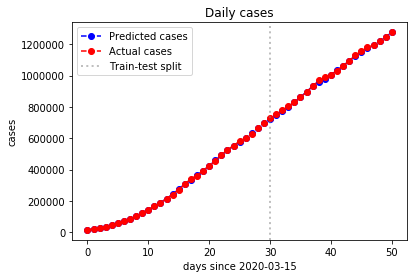 Daily cases
Predicted cases
Actual cases
Train-test split
1200000
1000000
800000
600000
400000
200000
0
cases
0 10 20 30 40 50
days since 2020-03-15